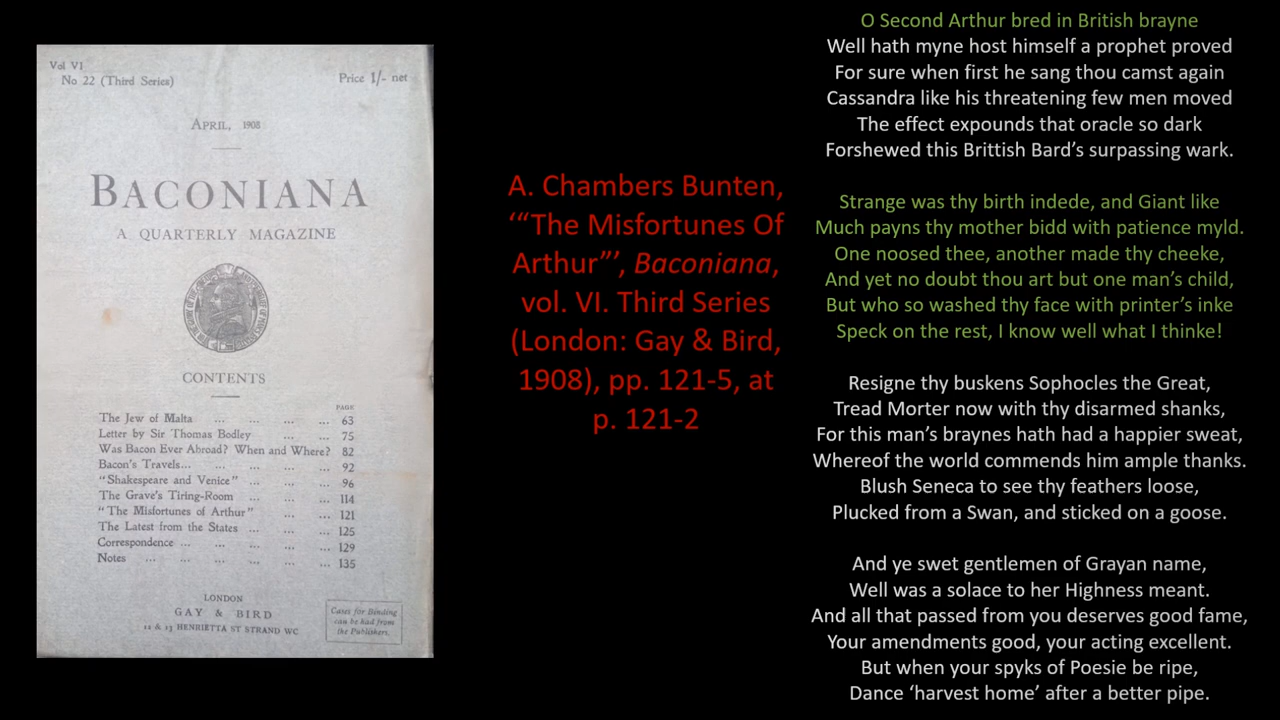 Vol VI
No 22 (Third Series)
Price 1/- net
APRIL, 1908
BACONIANA
A QUARTERLY MAGAZINE
CONTENTS
PAGE
The Jew of Malta ... ... ... 63
Letter by Sir Thomas Bodley ... ... 75
Was Bacon Ever Abroad? When and Where? 82
Bacon's Travels... ... ... ... 92
"Shakespeare and Venice" ... ... ... 96
The Grave's Tiring-Room ... ... ... 114
"The Misfortunes of Arthur" ... ... 121
The Latest from the States ... ... ... 125
Correspondence ... ... ... ... 129
Notes ... ... ... ... ... 135
LONDON
GAY & BIRD
HENRIETTA ST STRAND WC
Cases for Binding
can be had from
the Publishers.
A. Chambers Bunten,
‘“The Misfortunes Of
Arthur”’, Baconiana,
vol. VI. Third Series
(London: Gay & Bird,
1908), pp. 121-5, at
p. 121-2
O Second Arthur bred in British brayne
Well hath myne host himself a prophet proved
For sure when first he sang thou camst again
Cassandra like his threatening few men moved
The effect expounds that oracle so dark
Forshewed this Brittish Bard’s surpassing wark.
Strange was thy birth indede, and Giant like
Much payns thy mother bidd with patience myld.
One noosed thee, another made thy cheeke,
And yet no doubt thou art but one man’s child,
But who so washed thy face with printer’s inke
Speck on the rest, I know well what I thinke!
Resigne thy buskens Sophocles the Great,
Tread Morter now with thy disarmed shanks,
For this man’s braynes hath had a happier sweat,
Whereof the world commends him ample thanks.
Blush Seneca to see thy feathers loose,
Plucked from a Swan, and sticked on a goose.
And ye swet gentlemen of Grayan name,
Well was a solace to her Highness meant.
And all that passed from you deserves good fame,
Your amendments good, your acting excellent.
But when your spyks of Poesie be ripe,
Dance ‘harvest home’ after a better pipe.